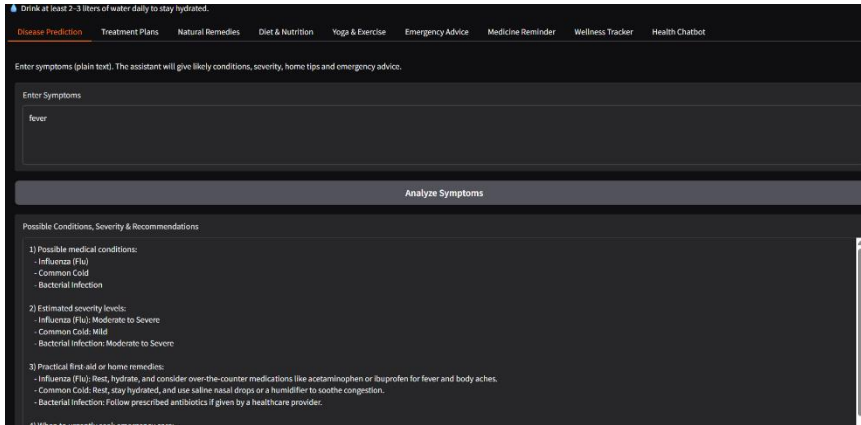 💧 Drink at least 2-3 liters of water daily to stay hydrated.
Disease Prediction Treatment Plans Natural Remedies Diet & Nutrition Yoga & Exercise Emergency Advice Medicine Reminder Wellness Tracker Health Chatbot
Enter symptoms (plain text). The assistant will give likely conditions, severity, home tips and emergency advice.
Enter Symptoms
fever
Analyze Symptoms
Possible Conditions, Severity & Recommendations
1) Possible medical conditions:
- Influenza (Flu)
- Common Cold
- Bacterial Infection
2) Estimated severity levels:
- Influenza (Flu): Moderate to Severe
- Common Cold: Mild
- Bacterial Infection: Moderate to Severe
3) Practical first-aid or home remedies:
- Influenza (Flu): Rest, hydrate, and consider over-the-counter medications like acetaminophen or ibuprofen for fever and body aches.
- Common Cold: Rest, stay hydrated, and use saline nasal drops or a humidifier to soothe congestion.
- Bacterial Infection: Follow prescribed antibiotics if given by a healthcare provider.
4) When to urgently seek emergency care: